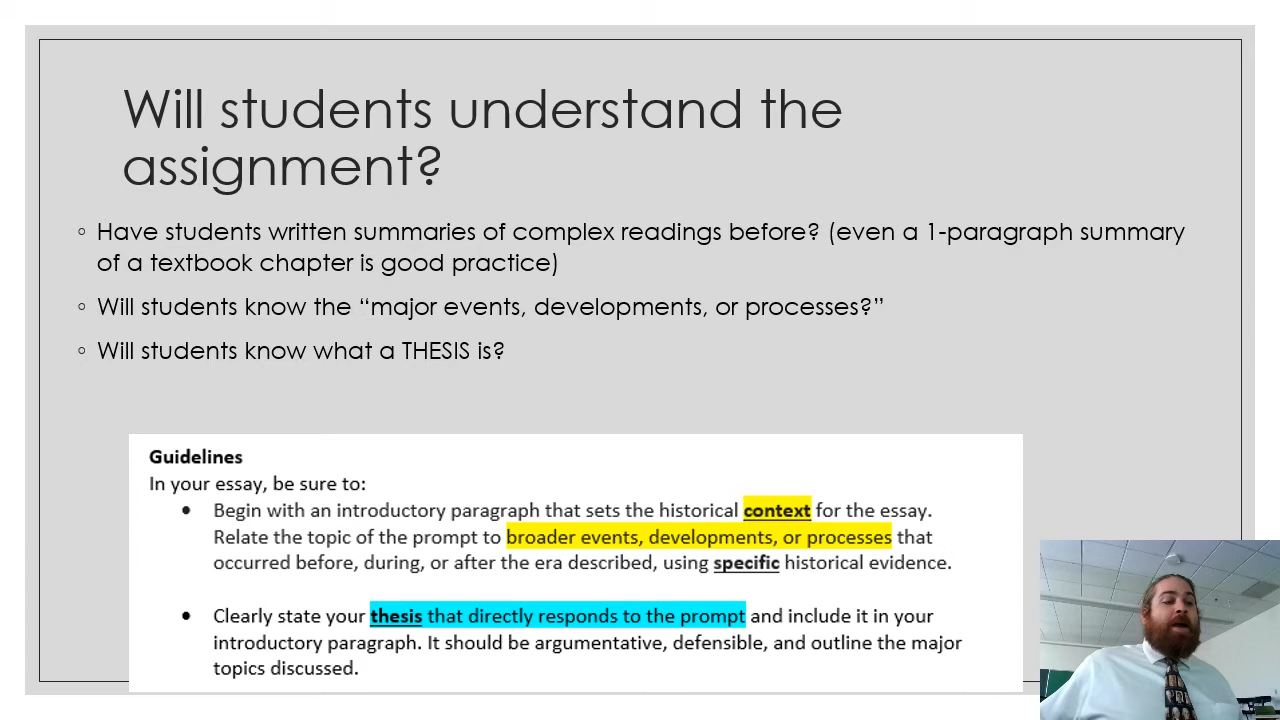 Will students understand the
assignment?
◦ Have students written summaries of complex readings before? (even a 1-paragraph summary
of a textbook chapter is good practice)
◦ Will students know the “major events, developments, or processes?”
◦ Will students know what a THESIS is?
Guidelines
In your essay, be sure to:
• Begin with an introductory paragraph that sets the historical context for the essay.
Relate the topic of the prompt to broader events, developments, or processes that
occurred before, during, or after the era described, using specific historical evidence.
• Clearly state your thesis that directly responds to the prompt and include it in your
introductory paragraph. It should be argumentative, defensible, and outline the major
topics discussed.